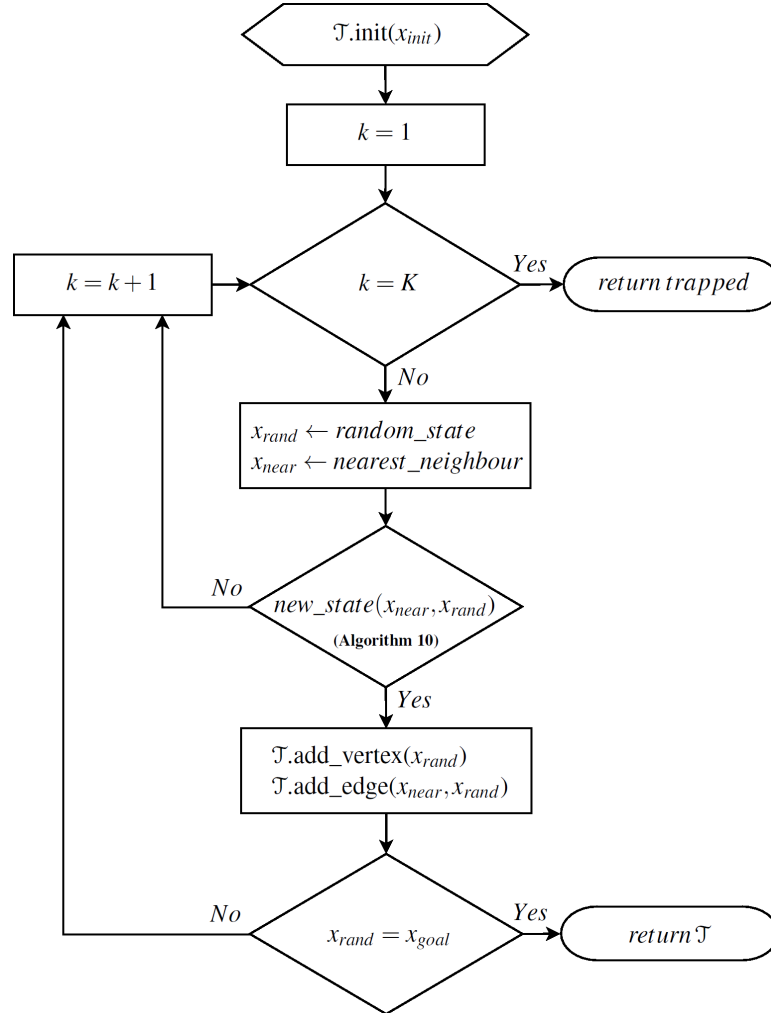 𝒯.init(x_init)
k = 1
k = k + 1
k = K
Yes
return trapped
No
x_rand ← random_state
x_near ← nearest_neighbour
No
new_state(x_near, x_rand)
(Algorithm 10)
Yes
𝒯.add_vertex(x_rand)
𝒯.add_edge(x_near, x_rand)
No
x_rand = x_goal
Yes
return 𝒯